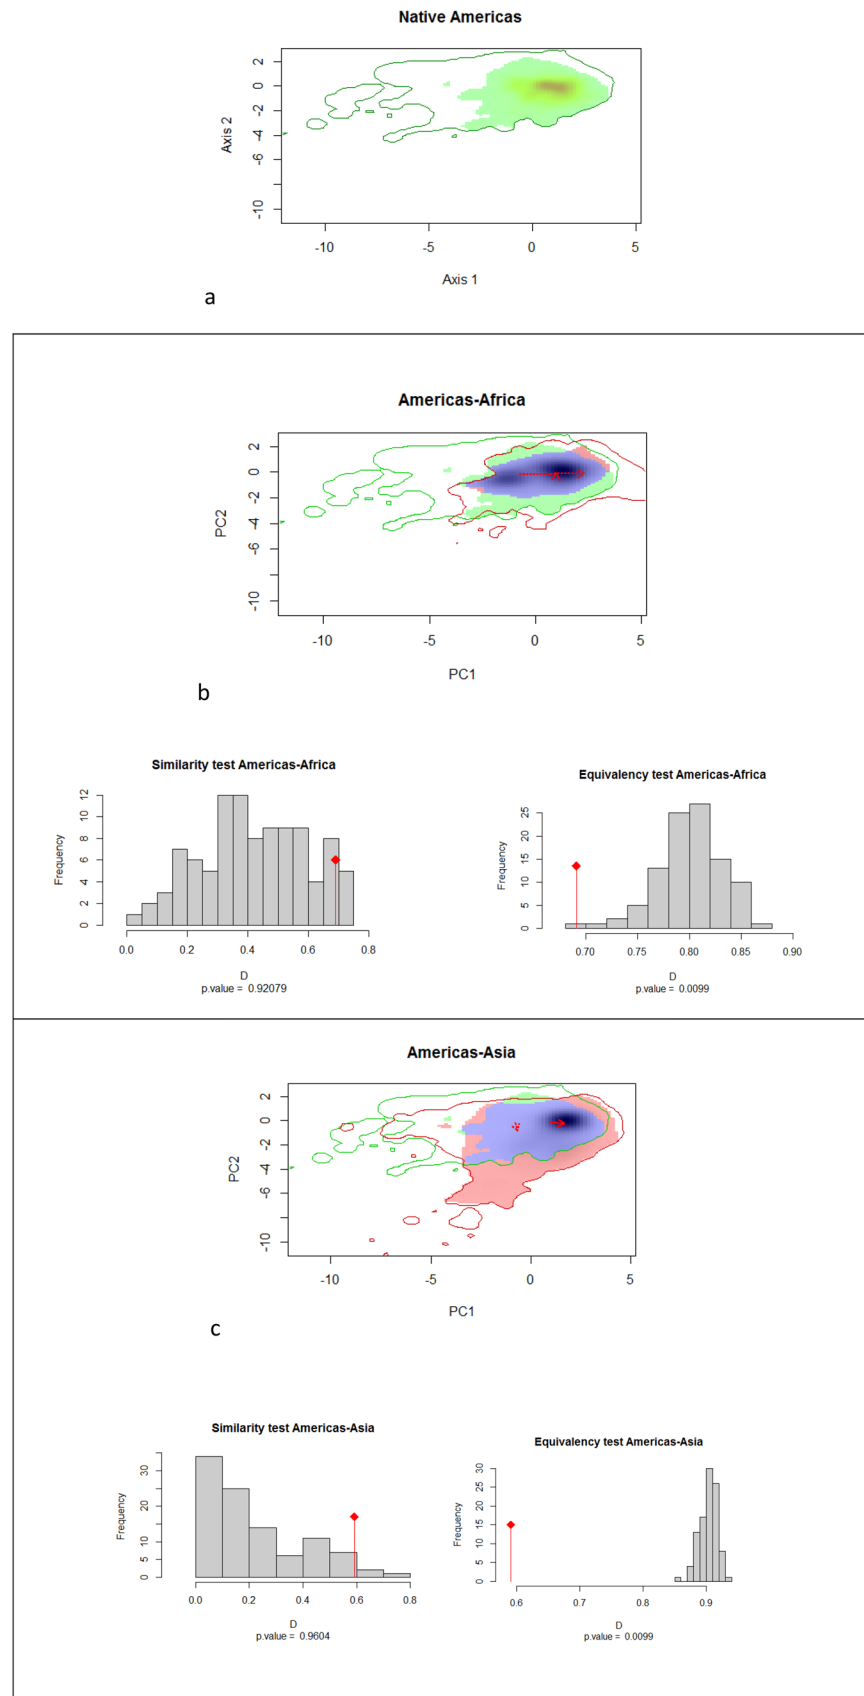 Native Americas
2
0
-2
-4
-6
-10
Axis 2
-10 -5 0 5
Axis 1
a
Americas-Africa
2
0
-2
-4
-6
-10
PC2
-10 -5 0 5
PC1
b
Similarity test Americas-Africa
12
10
8
6
4
2
0
Frequency
0.0 0.2 0.4 0.6 0.8
D
p.value = 0.92079
Equivalency test Americas-Africa
25
20
15
10
5
0
Frequency
0.70 0.75 0.80 0.85 0.90
D
p.value = 0.0099
Americas-Asia
2
0
-2
-4
-6
-10
PC2
-10 -5 0 5
PC1
c
Similarity test Americas-Asia
30
20
10
5
0
Frequency
0.0 0.2 0.4 0.6 0.8
D
p.value = 0.9604
Equivalency test Americas-Asia
30
25
20
15
10
5
0
Frequency
0.6 0.7 0.8 0.9
D
p.value = 0.0099